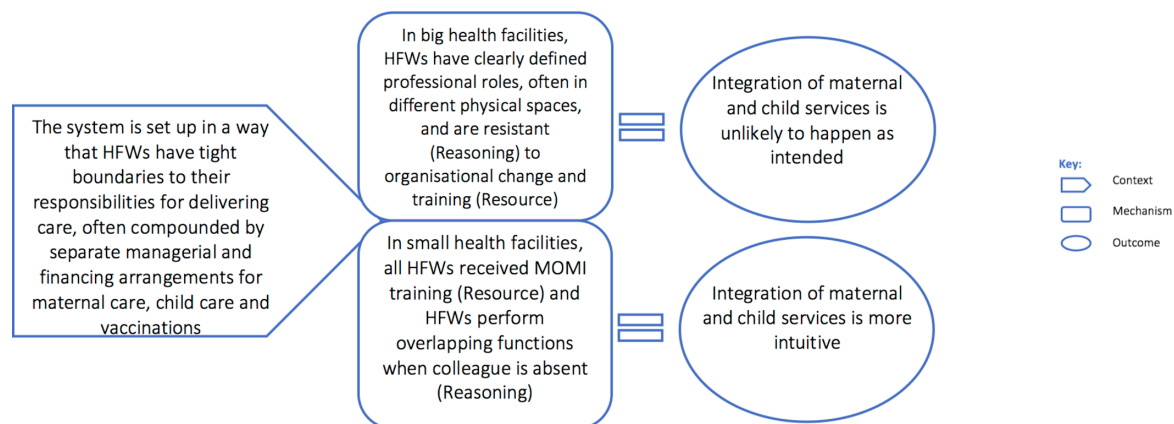 The system is set up in a way
that HFWs have tight
boundaries to their
responsibilities for delivering
care, often compounded by
separate managerial and
financing arrangements for
maternal care, child care and
vaccinations
In big health facilities,
HFWs have clearly defined
professional roles, often in
different physical spaces,
and are resistant
(Reasoning) to
organisational change and
training (Resource)
Integration of maternal
and child services is
unlikely to happen as
intended
In small health facilities,
all HFWs received MOMI
training (Resource) and
HFWs perform
overlapping functions
when colleague is absent
(Reasoning)
Integration of maternal
and child services is more
intuitive
Key:
Context
Mechanism
Outcome